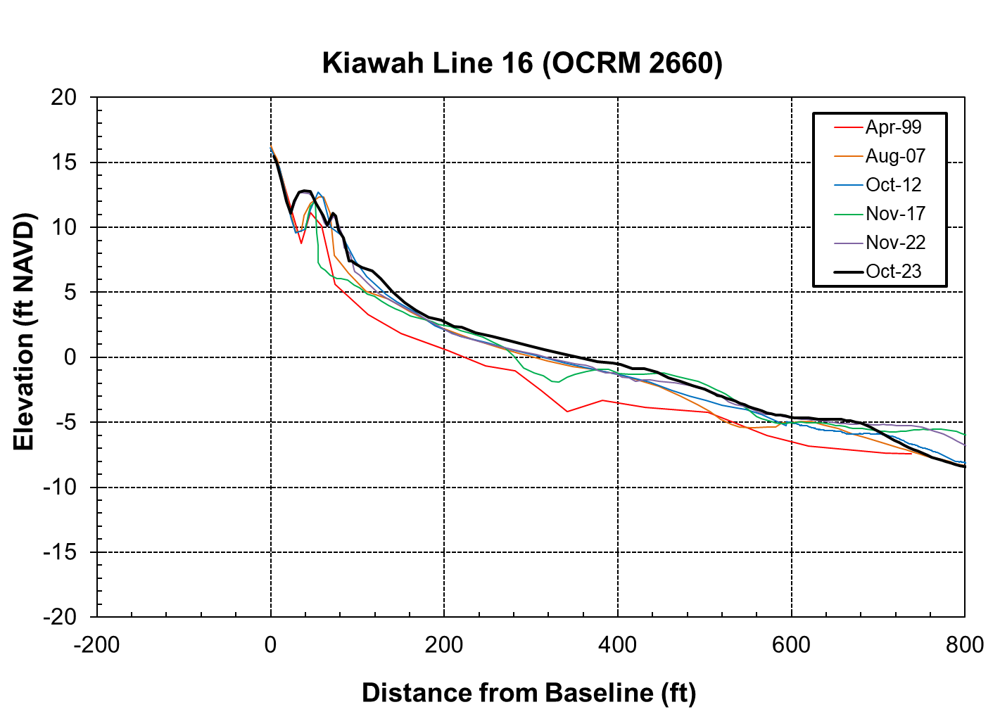 Kiawah Line 16 (OCRM 2660)
Elevation (ft NAVD)
20
15
10
5
0
-5
-10
-15
-20
Apr-99
Aug-07
Oct-12
Nov-17
Nov-22
Oct-23
-200 0 200 400 600 800
Distance from Baseline (ft)